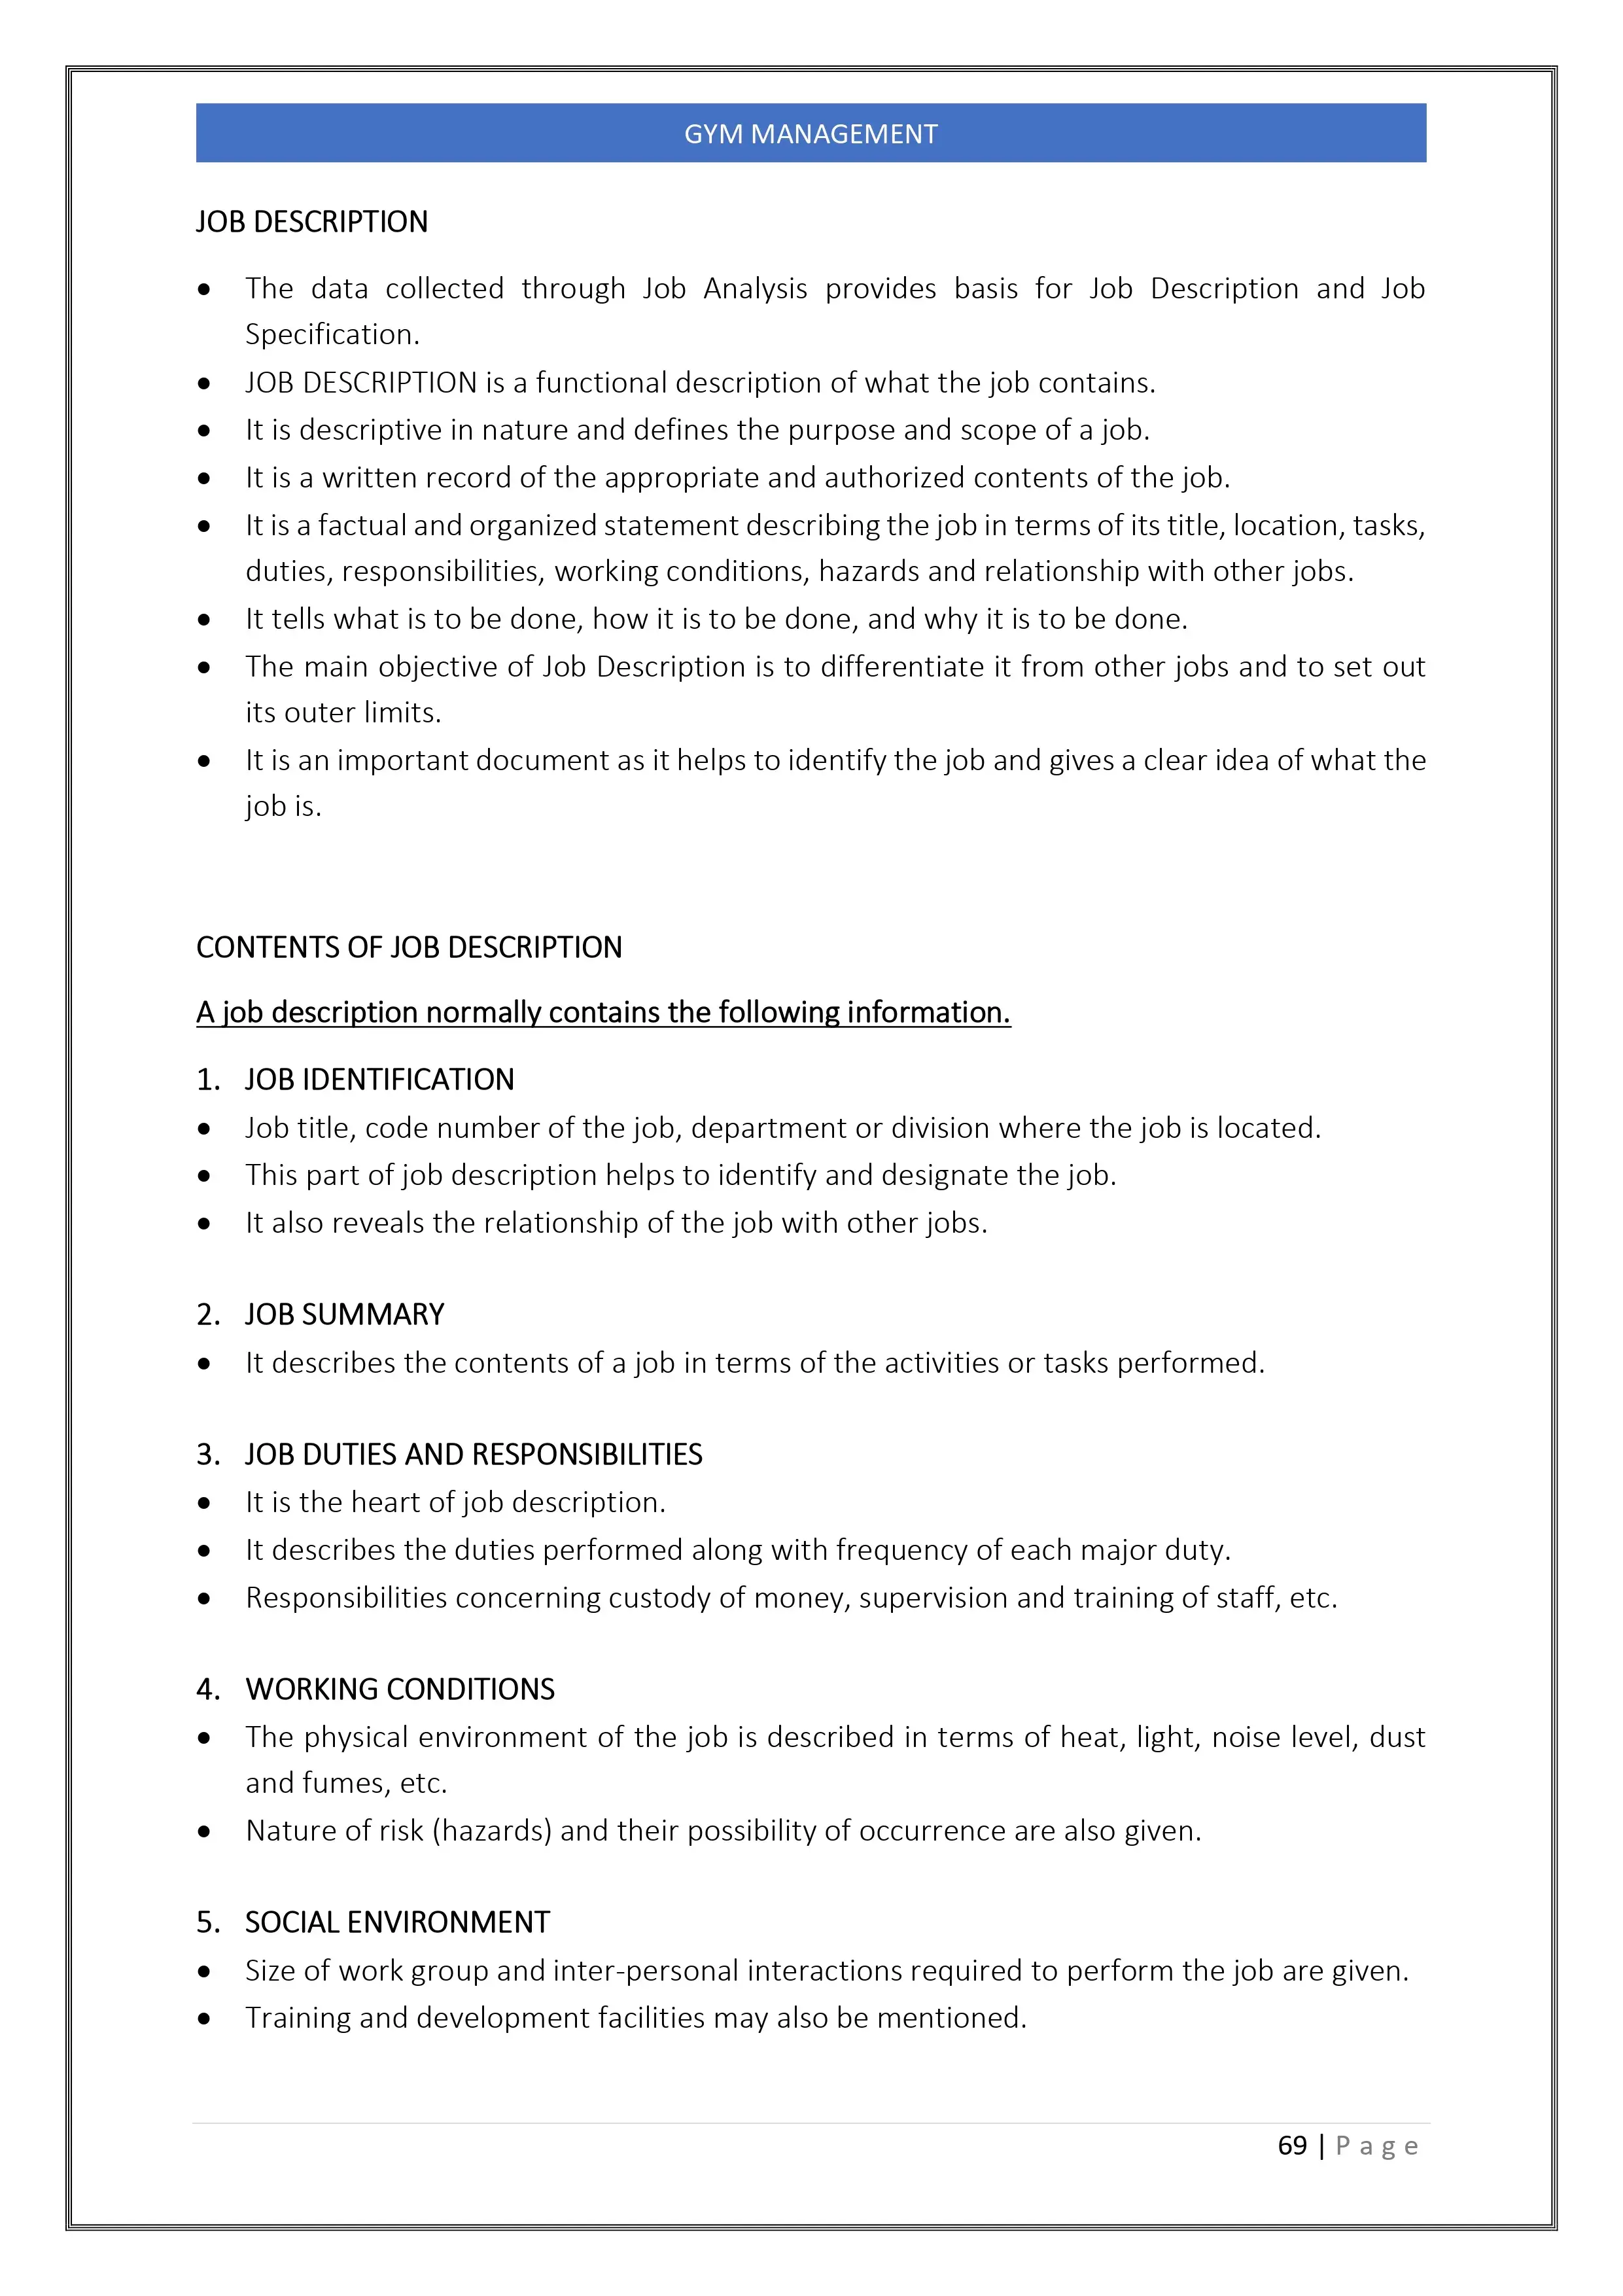 GYM MANAGEMENT
JOB DESCRIPTION
• The data collected through Job Analysis provides basis for Job Description and Job
Specification.
• JOB DESCRIPTION is a functional description of what the job contains.
• It is descriptive in nature and defines the purpose and scope of a job.
• It is a written record of the appropriate and authorized contents of the job.
• It is a factual and organized statement describing the job in terms of its title, location, tasks,
duties, responsibilities, working conditions, hazards and relationship with other jobs.
• It tells what is to be done, how it is to be done, and why it is to be done.
• The main objective of Job Description is to differentiate it from other jobs and to set out
its outer limits.
• It is an important document as it helps to identify the job and gives a clear idea of what the
job is.
CONTENTS OF JOB DESCRIPTION
A job description normally contains the following information.
1. JOB IDENTIFICATION
• Job title, code number of the job, department or division where the job is located.
• This part of job description helps to identify and designate the job.
• It also reveals the relationship of the job with other jobs.
2. JOB SUMMARY
• It describes the contents of a job in terms of the activities or tasks performed.
3. JOB DUTIES AND RESPONSIBILITIES
• It is the heart of job description.
• It describes the duties performed along with frequency of each major duty.
• Responsibilities concerning custody of money, supervision and training of staff, etc.
4. WORKING CONDITIONS
• The physical environment of the job is described in terms of heat, light, noise level, dust
and fumes, etc.
• Nature of risk (hazards) and their possibility of occurrence are also given.
5. SOCIAL ENVIRONMENT
• Size of work group and inter-personal interactions required to perform the job are given.
• Training and development facilities may also be mentioned.
69 | Page